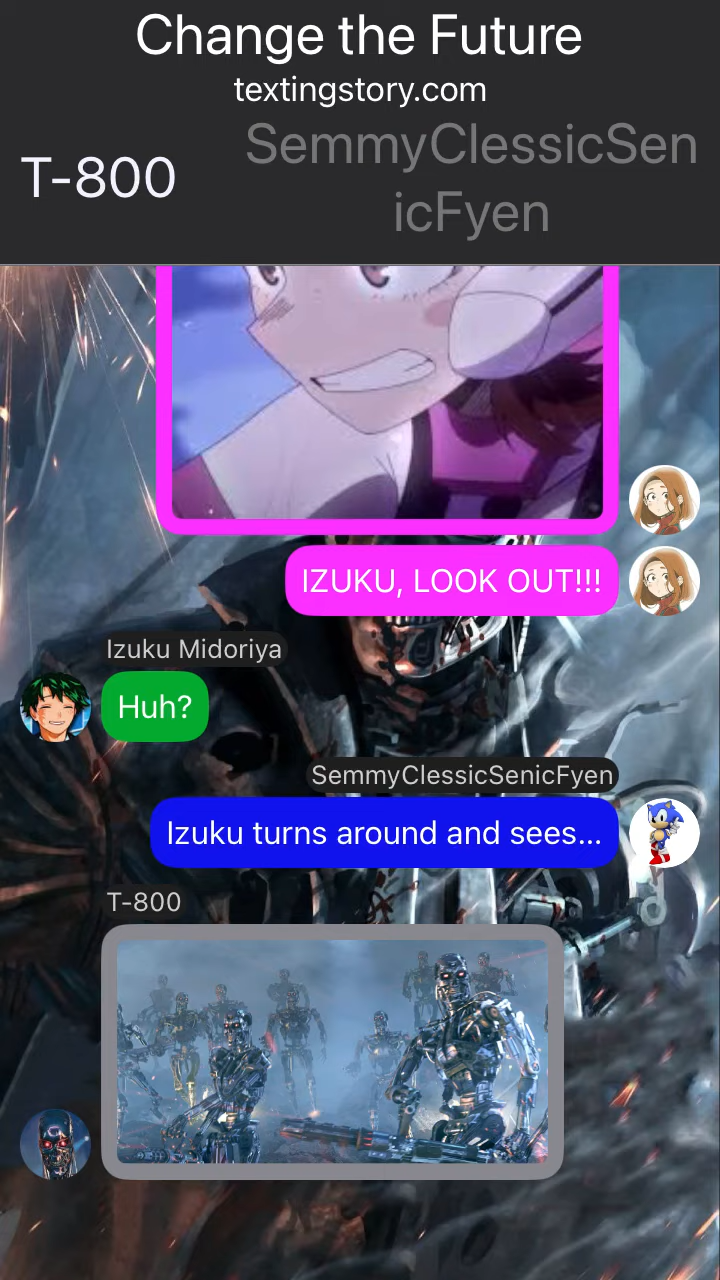 Change the Future
textingstory.com
T-800
SemmyClessicSen
icFyen
IZUKU, LOOK OUT!!!
Izuku Midoriya
Huh?
SemmyClessicSenicFyen
Izuku turns around and sees...
T-800